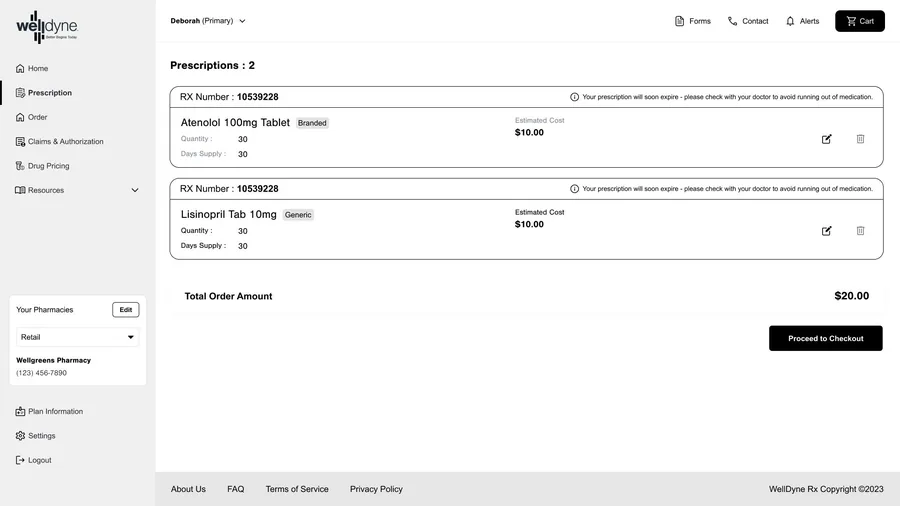 welldyne.
Better Begins Today
Deborah (Primary)
Forms
Contact
Alerts
Cart
Home
Prescription
Order
Claims & Authorization
Drug Pricing
Resources
Your Pharmacies
Edit
Retail
Wellgreens Pharmacy
(123) 456-7890
Plan Information
Settings
Logout
Prescriptions : 2
RX Number : 10539228
Your prescription will soon expire - please check with your doctor to avoid running out of medication.
Atenolol 100mg Tablet Branded
Estimated Cost
$10.00
Quantity : 30
Days Supply : 30
RX Number : 10539228
Your prescription will soon expire - please check with your doctor to avoid running out of medication.
Lisinopril Tab 10mg Generic
Estimated Cost
$10.00
Quantity : 30
Days Supply : 30
Total Order Amount $20.00
Proceed to Checkout
About Us
FAQ
Terms of Service
Privacy Policy
WellDyne Rx Copyright ©2023